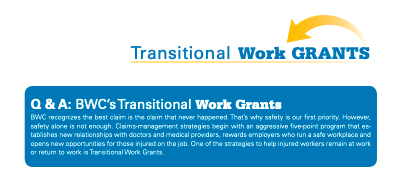 Transitional Work GRANTS
Q & A: BWC's Transitional Work Grants
BWC recognizes the best claim is the claim that never happened. That's why safety is our first priority. However,
safety alone is not enough. Claims-management strategies begin with an aggressive five-point program that es-
tablishes new relationships with doctors and medical providers, rewards employers who run a safe workplace and
opens new opportunities for those injured on the job. One of the strategies to help injured workers remain at work
or return to work is Transitional Work Grants.